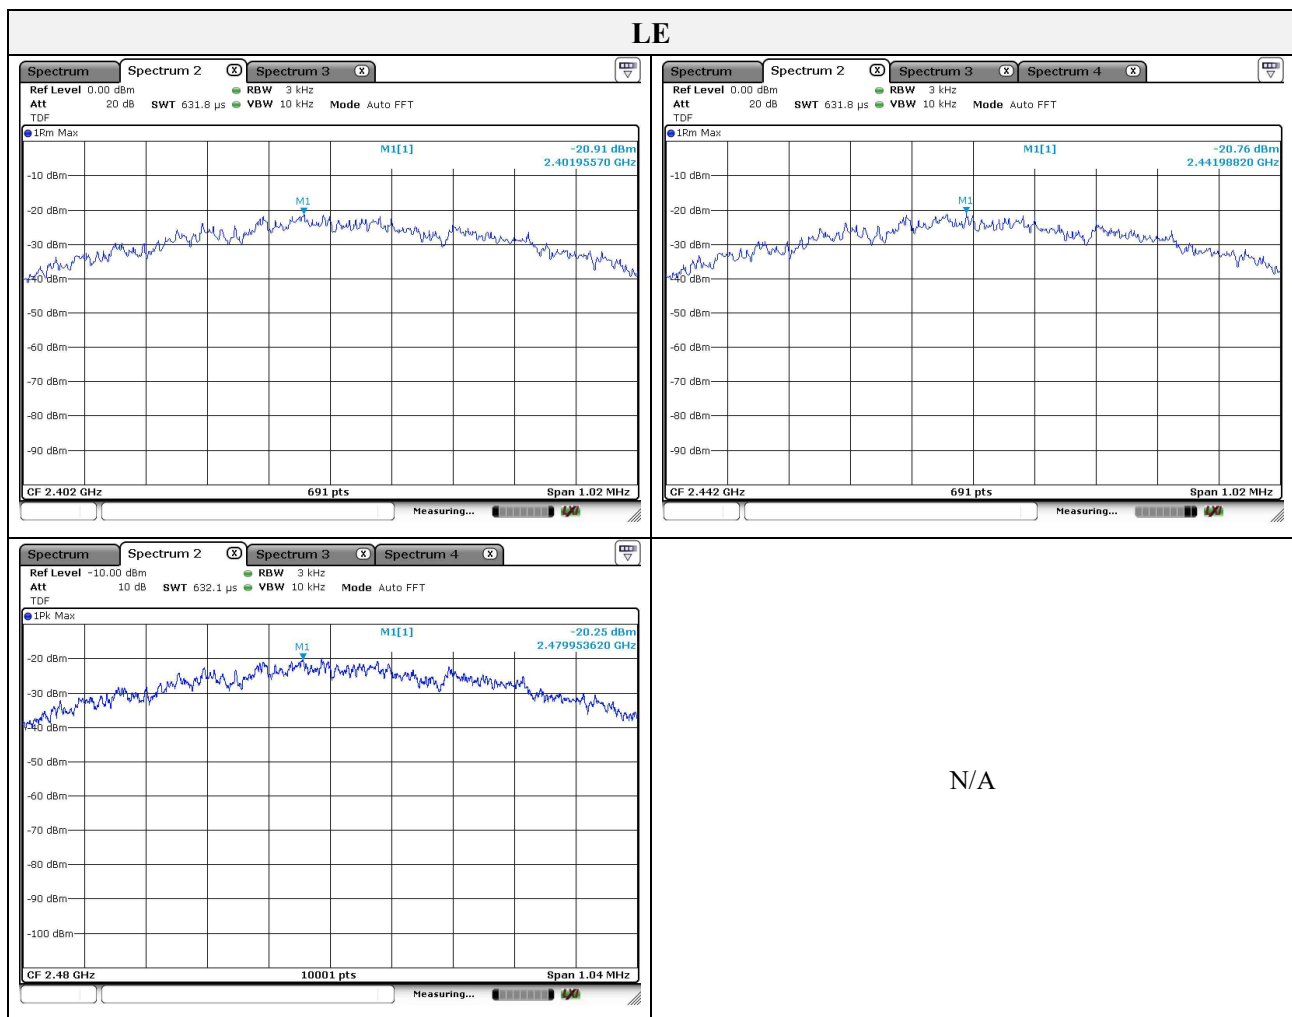 LE
Spectrum Spectrum 2 X Spectrum 3 X
Ref Level 0.00 dBm RBW 3 kHz
Att 20 dB SWT 631.8 µs VBW 10 kHz Mode Auto FFT
TDF
1Rm Max
M1[1] -20.91 dBm
2.40195570 GHz
-10 dBm
M1
-20 dBm
-30 dBm
-40 dBm
-50 dBm
-60 dBm
-70 dBm
-80 dBm
-90 dBm
CF 2.402 GHz 691 pts Span 1.02 MHz
Measuring...
Spectrum Spectrum 2 X Spectrum 3 X Spectrum 4 X
Ref Level 0.00 dBm RBW 3 kHz
Att 20 dB SWT 631.8 µs VBW 10 kHz Mode Auto FFT
TDF
1Rm Max
M1[1] -20.76 dBm
2.44198820 GHz
-10 dBm
M1
-20 dBm
-30 dBm
-40 dBm
-50 dBm
-60 dBm
-70 dBm
-80 dBm
-90 dBm
CF 2.442 GHz 691 pts Span 1.02 MHz
Measuring...
Spectrum Spectrum 2 X Spectrum 3 X Spectrum 4 X
Ref Level -10.00 dBm RBW 3 kHz
Att 10 dB SWT 632.1 µs VBW 10 kHz Mode Auto FFT
TDF
1Pk Max
M1[1] -20.25 dBm
2.479953620 GHz
M1
-20 dBm
-30 dBm
-40 dBm
-50 dBm
-60 dBm
-70 dBm
-80 dBm
-90 dBm
-100 dBm
CF 2.48 GHz 10001 pts Span 1.04 MHz
Measuring...
N/A